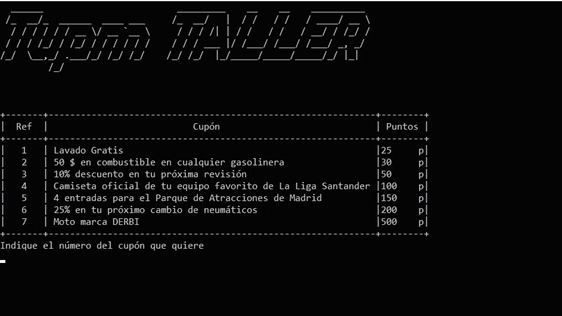 Tupm TALLER
Ref Cupón Puntos
1 Lavado Gratis 25 p
2 50 $ en combustible en cualquier gasolinera 30 p
3 10% descuento en tu próxima revisión 50 p
4 Camiseta oficial de tu equipo favorito de La Liga Santander 100 p
5 4 entradas para el Parque de Atracciones de Madrid 150 p
6 25% en tu próximo cambio de neumáticos 200 p
7 Moto marca DERBI 500 p
Indique el número del cupón que quiere